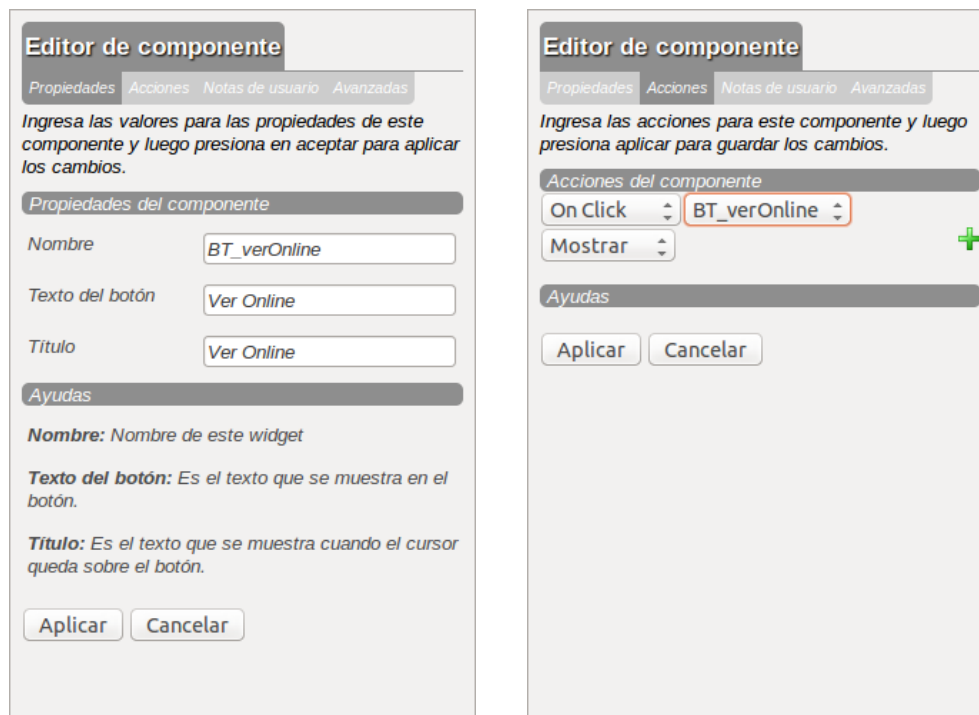 Editor de componente
Propiedades Acciones Notas de usuario Avanzadas
Ingresa las valores para las propiedades de este
componente y luego presiona en aceptar para aplicar
los cambios.
Propiedades del componente
Nombre BT_verOnline
Texto del botón Ver Online
Título Ver Online
Ayudas
Nombre: Nombre de este widget
Texto del botón: Es el texto que se muestra en el
botón.
Título: Es el texto que se muestra cuando el cursor
queda sobre el botón.
Aplicar Cancelar
Editor de componente
Propiedades Acciones Notas de usuario Avanzadas
Ingresa las acciones para este componente y luego
presiona aplicar para guardar los cambios.
Acciones del componente
On Click BT_verOnline
Mostrar
Ayudas
Aplicar Cancelar